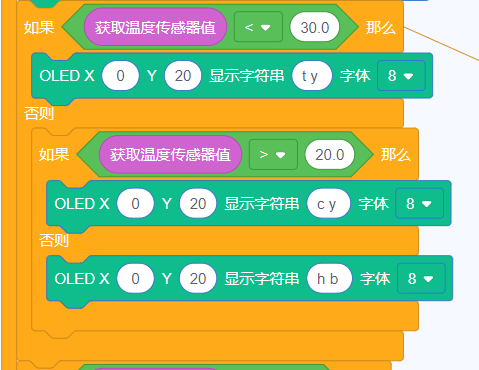 如果 获取温度传感器值 < 30.0 那么
OLED X 0 Y 20 显示字符串 t y 字体 8
否则
如果 获取温度传感器值 > 20.0 那么
OLED X 0 Y 20 显示字符串 c y 字体 8
否则
OLED X 0 Y 20 显示字符串 h b 字体 8